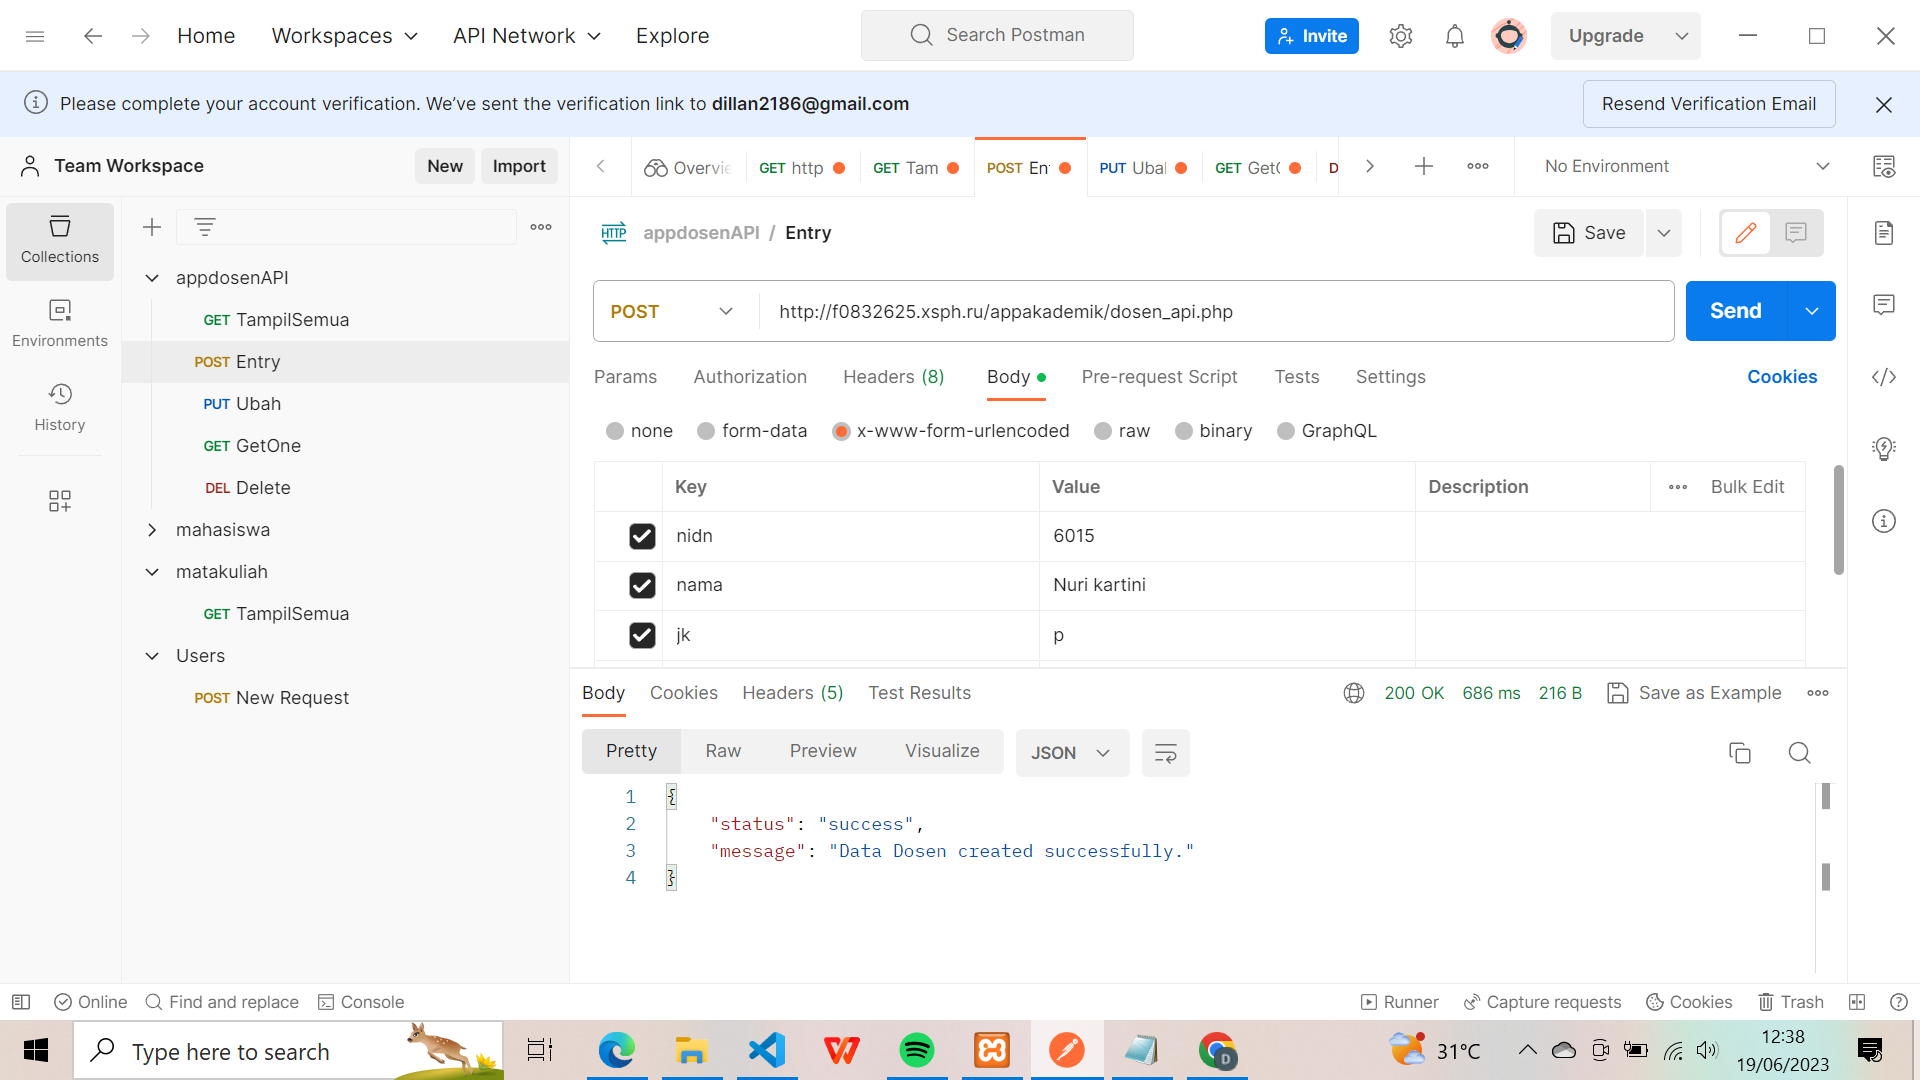 Home
Workspaces
API Network
Explore
Search Postman
Invite
Upgrade
Please complete your account verification. We've sent the verification link to dillan2186@gmail.com
Resend Verification Email
Team Workspace
New
Import
Overvie
GET http
GET Tam
POST En
PUT Ubal
GET Get
D
No Environment
Collections
Environments
History
appdosenAPI
GET TampilSemua
POST Entry
PUT Ubah
GET GetOne
DEL Delete
mahasiswa
matakuliah
GET TampilSemua
Users
POST New Request
HTTP appdosenAPI / Entry
Save
POST
http://f0832625.xsph.ru/appakademik/dosen_api.php
Send
Params
Authorization
Headers (8)
Body
Pre-request Script
Tests
Settings
Cookies
none
form-data
x-www-form-urlencoded
raw
binary
GraphQL
Key Value Description Bulk Edit
nidn 6015
nama Nuri kartini
jk p
Body
Cookies
Headers (5)
Test Results
200 OK
686 ms
216 B
Save as Example
Pretty
Raw
Preview
Visualize
JSON
1 {
2 "status": "success",
3 "message": "Data Dosen created successfully."
4 }
Online
Find and replace
Console
Runner
Capture requests
Cookies
Trash
Type here to search
D
31°C
12:38
19/06/2023